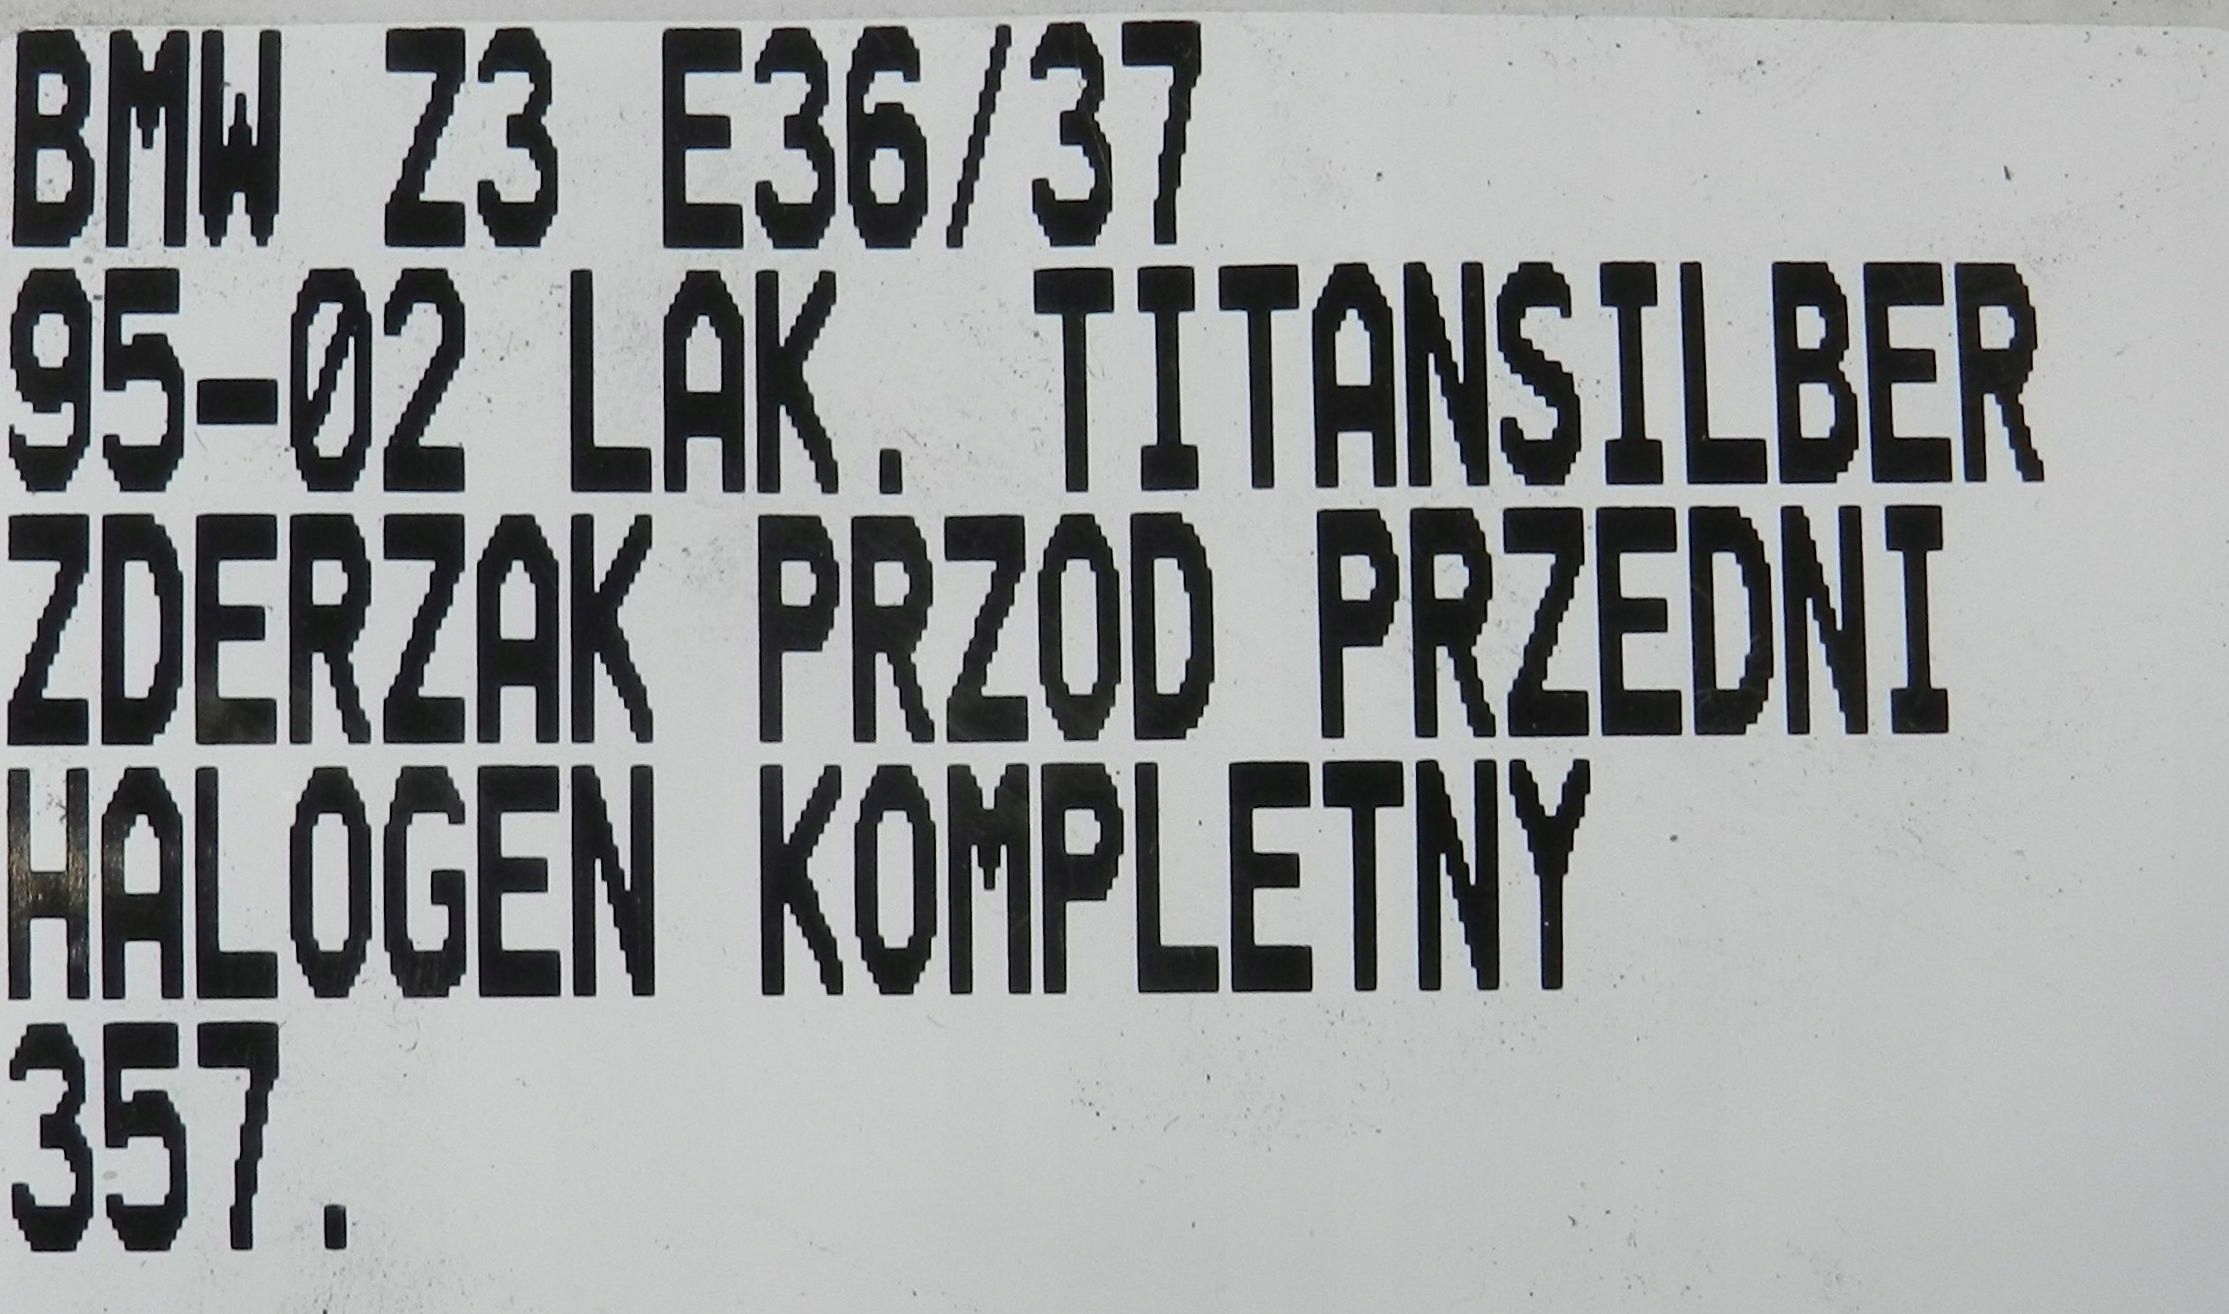 BMW Z3 E36/37
95-02 LAK. TITANSILBER
ZDERZAK PRZOD PRZEDNI
HALOGEN KOMPLETNY
357.